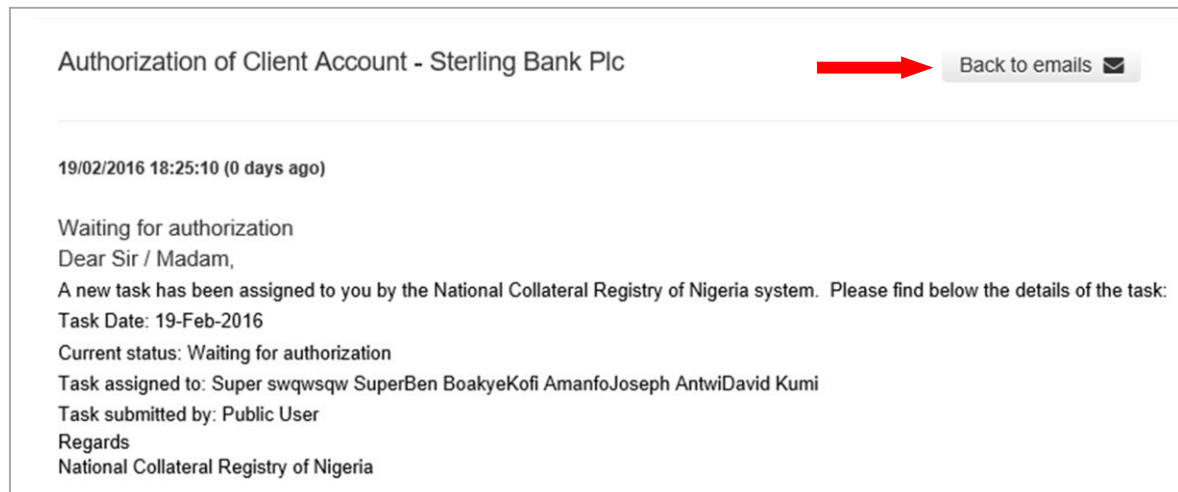 Authorization of Client Account - Sterling Bank Plc
Back to emails
19/02/2016 18:25:10 (0 days ago)
Waiting for authorization
Dear Sir / Madam,
A new task has been assigned to you by the National Collateral Registry of Nigeria system.  Please find below the details of the task:
Task Date: 19-Feb-2016
Current status: Waiting for authorization
Task assigned to: Super swqwsqw SuperBen BoakyeKofi AmanfoJoseph AntwiDavid Kumi
Task submitted by: Public User
Regards
National Collateral Registry of Nigeria